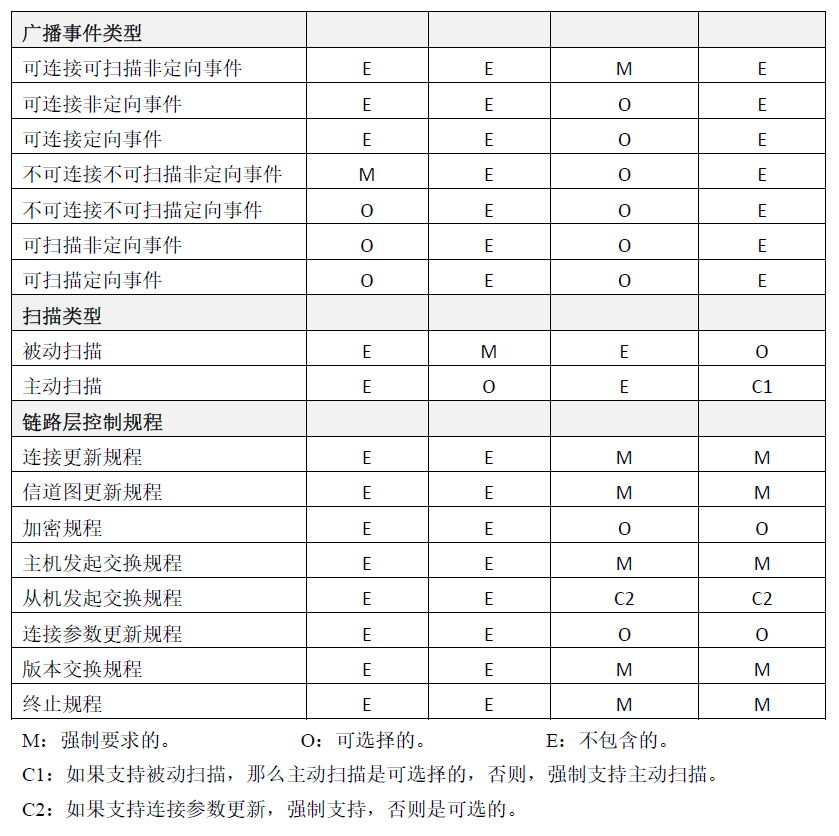 广播事件类型
可连接可扫描非定向事件 E E M E
可连接非定向事件 E E O E
可连接定向事件 E E O E
不可连接不可扫描非定向事件 M E O E
不可连接不可扫描定向事件 O E O E
可扫描非定向事件 O E O E
可扫描定向事件 O E O E
扫描类型
被动扫描 E M E O
主动扫描 E O E C1
链路层控制规程
连接更新规程 E E M M
信道图更新规程 E E M M
加密规程 E E O O
主机发起交换规程 E E M M
从机发起交换规程 E E C2 C2
连接参数更新规程 E E O O
版本交换规程 E E M M
终止规程 E E M M
M：强制要求的。 O：可选择的。 E：不包含的。
C1：如果支持被动扫描，那么主动扫描是可选择的，否则，强制支持主动扫描。
C2：如果支持连接参数更新，强制支持，否则是可选的。